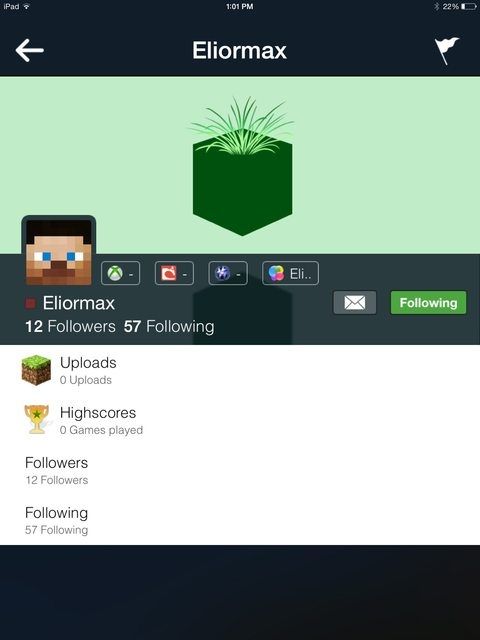 iPad 1:01 PM 22%
Eliormax
- - - Eli..
Eliormax
Following
12 Followers 57 Following
Uploads
0 Uploads
Highscores
0 Games played
Followers
12 Followers
Following
57 Following